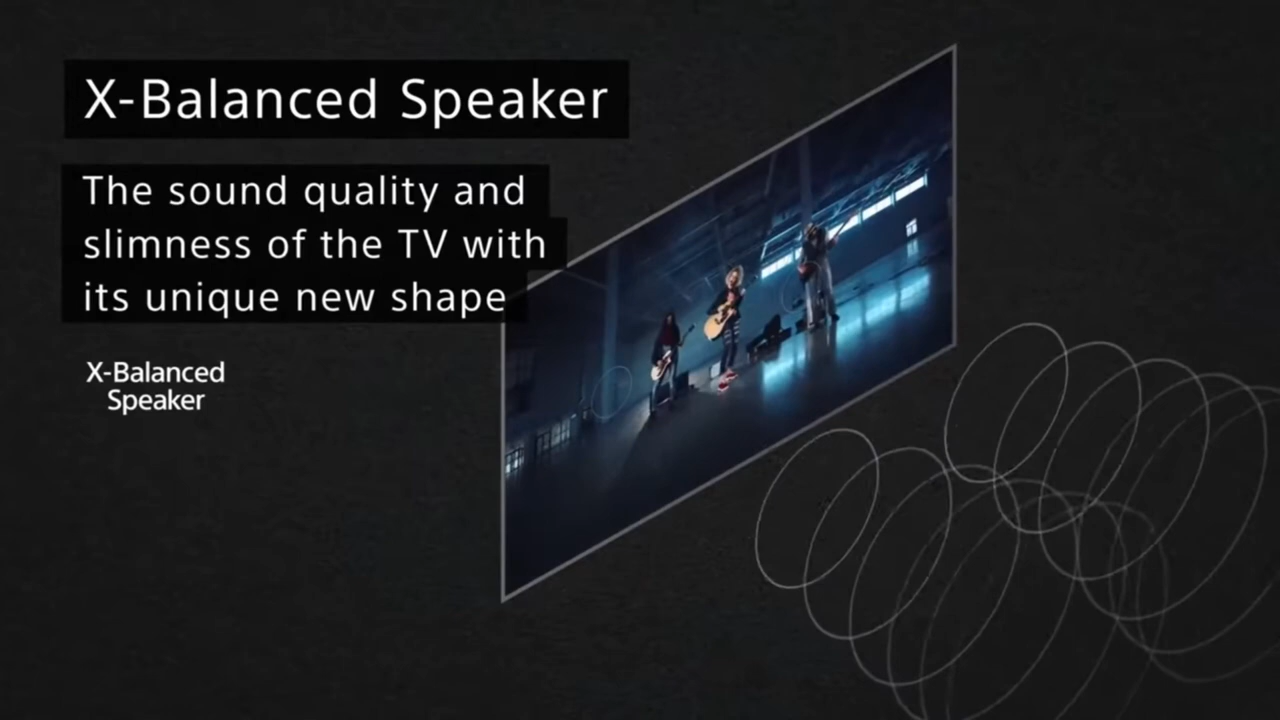 X-Balanced Speaker
The sound quality and
slimness of the TV with
its unique new shape
X-Balanced
Speaker